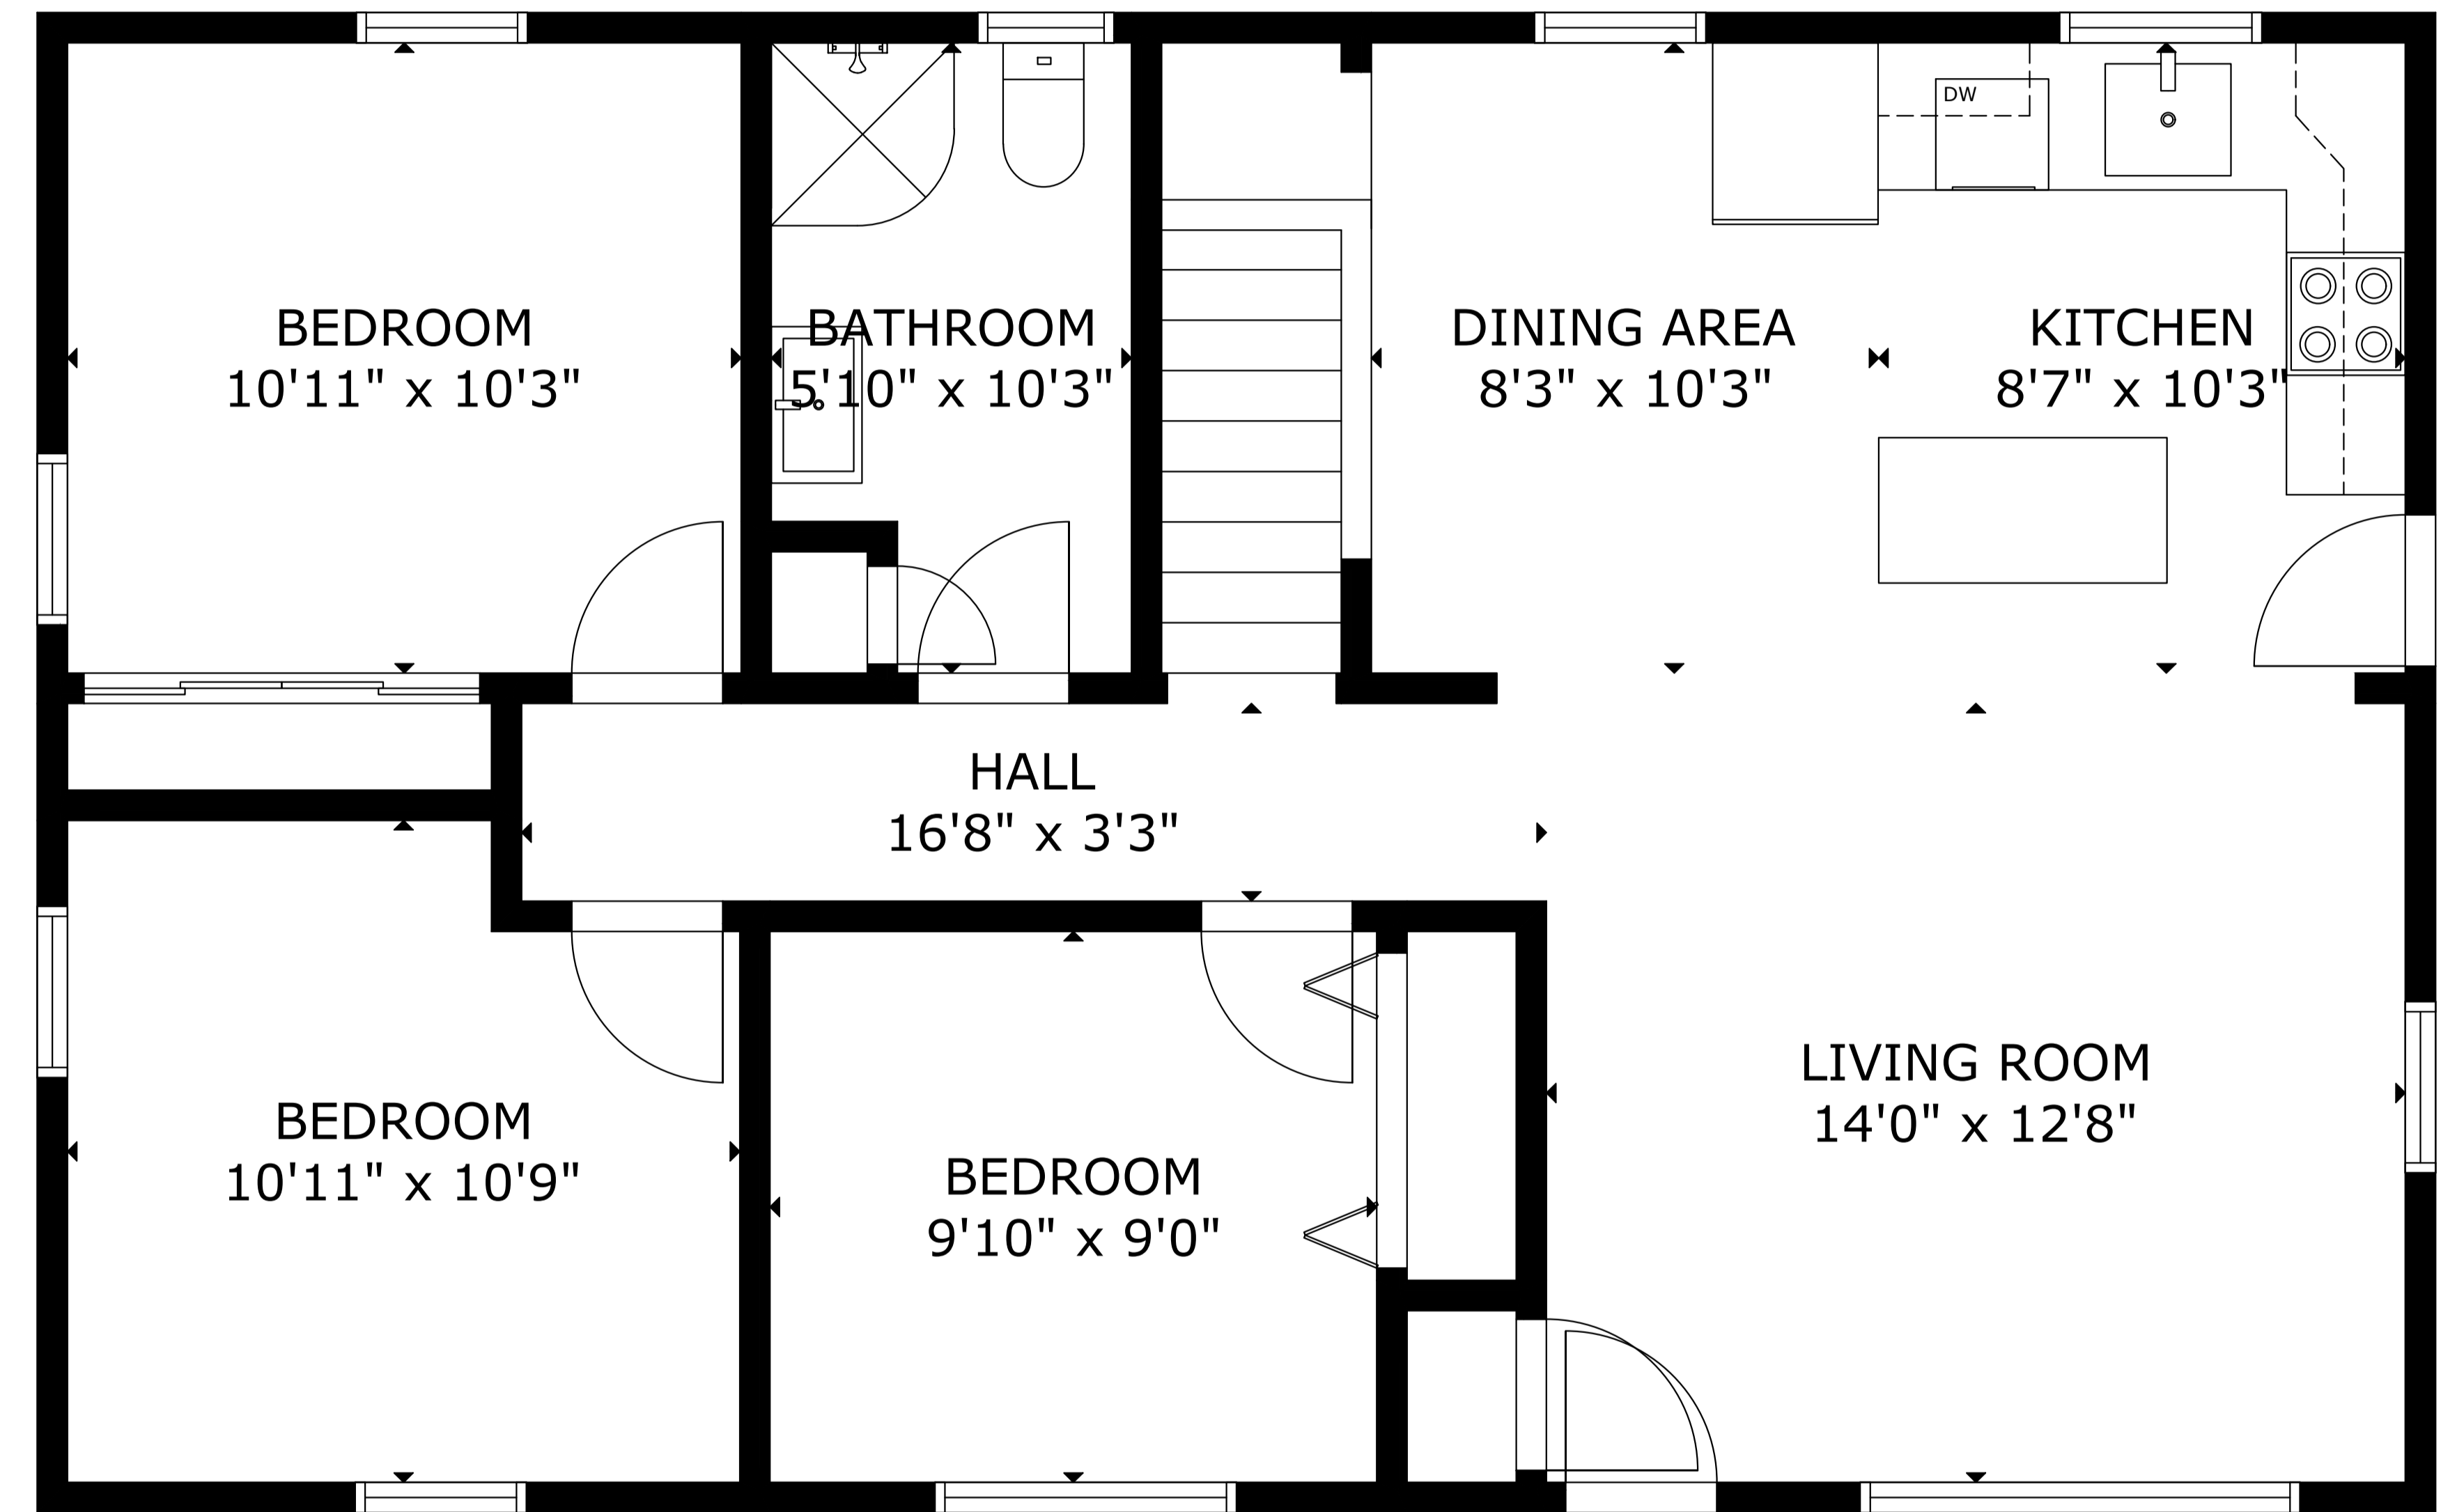 DW
BEDROOM
10'11" x 10'3"
BATHROOM
5'10" x 10'3"
DINING AREA
8'3" x 10'3"
KITCHEN
8'7" x 10'3"
HALL
16'8" x 3'3"
LIVING ROOM
14'0" x 12'8"
BEDROOM
10'11" x 10'9"
BEDROOM
9'10" x 9'0"